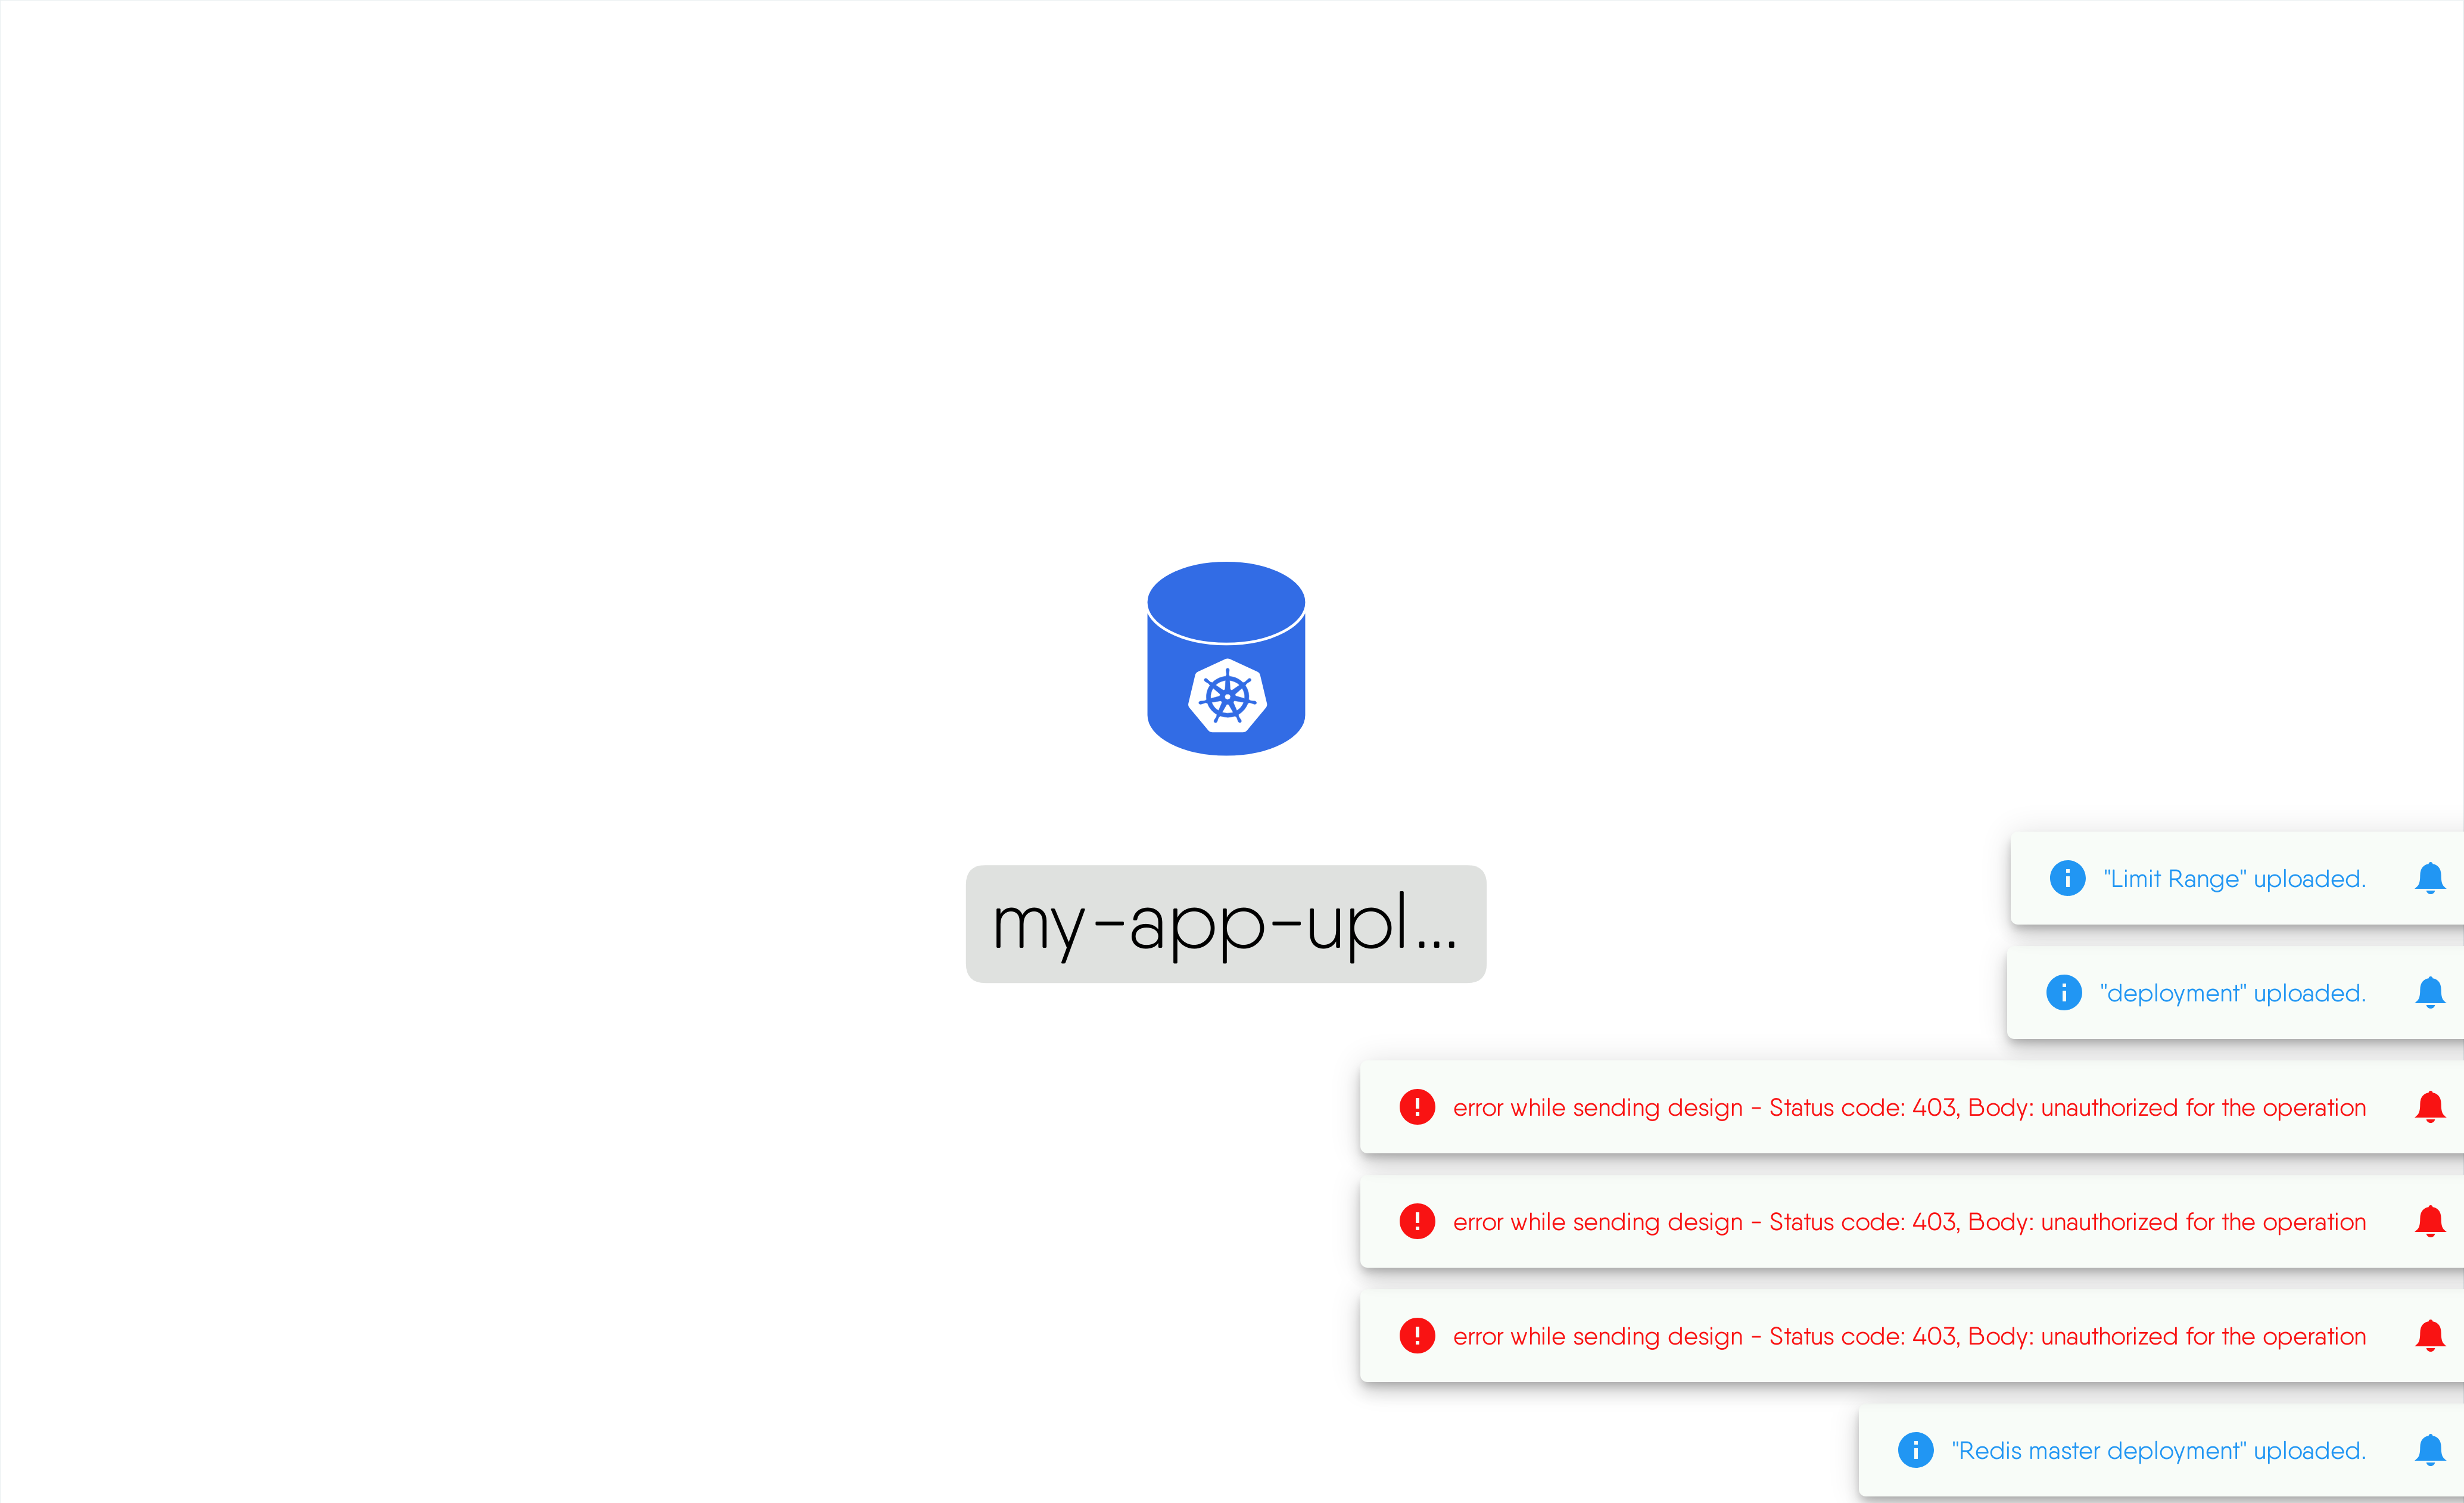 my-app-upl...
"Limit Range" uploaded.
"deployment" uploaded.
error while sending design - Status code: 403, Body: unauthorized for the operation
error while sending design - Status code: 403, Body: unauthorized for the operation
error while sending design - Status code: 403, Body: unauthorized for the operation
"Redis master deployment" uploaded.